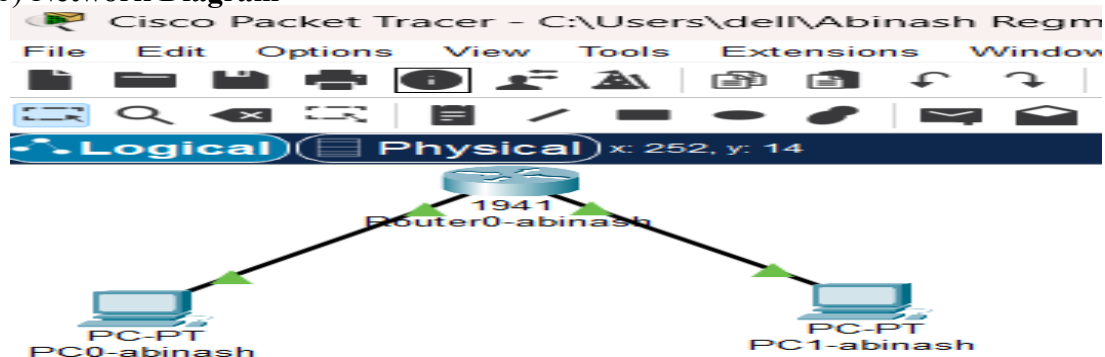 Network Diagram
Cisco Packet Tracer - C:\Users\dell\Abinash Regm
File Edit Options View Tools Extensions Window
Logical Physical x: 252, y: 14
1941
Router0-abinash
PC-PT
PC0-abinash
PC-PT
PC1-abinash